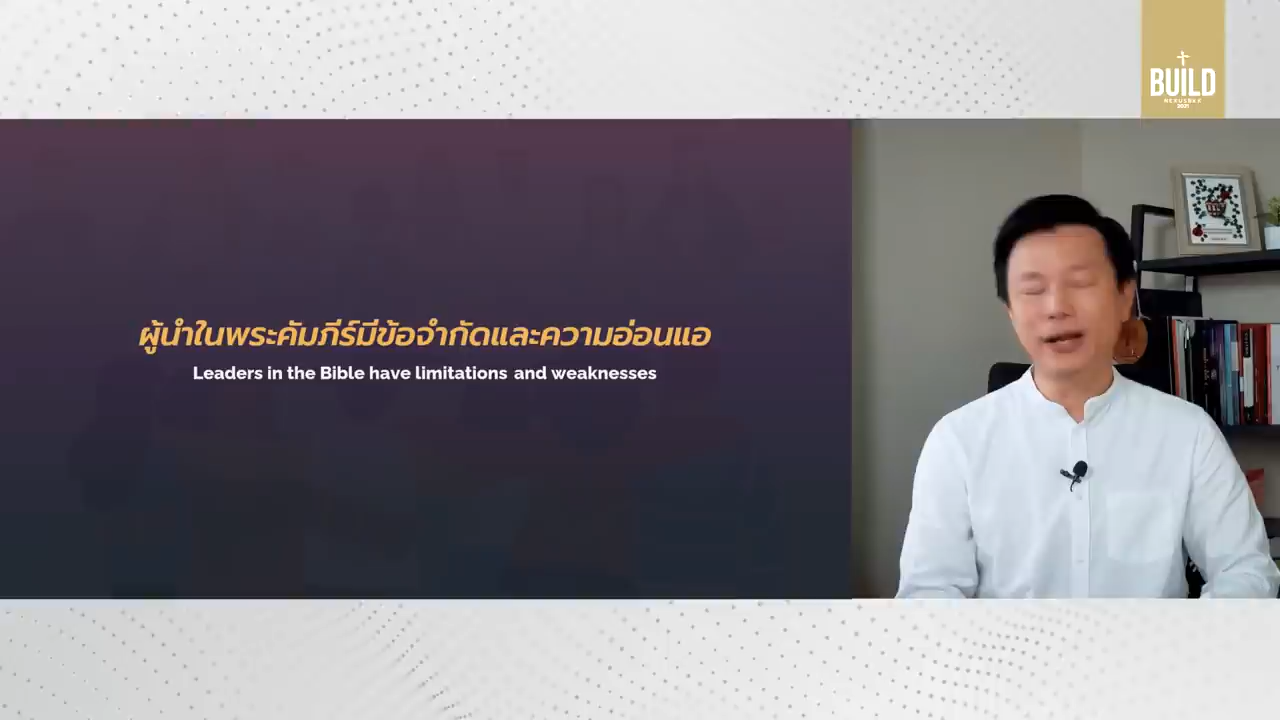 BUILD
NEXUSBKK
2021
ผู้นำในพระคัมภีร์มีข้อจำกัดและความอ่อนแอ
Leaders in the Bible have limitations and weaknesses